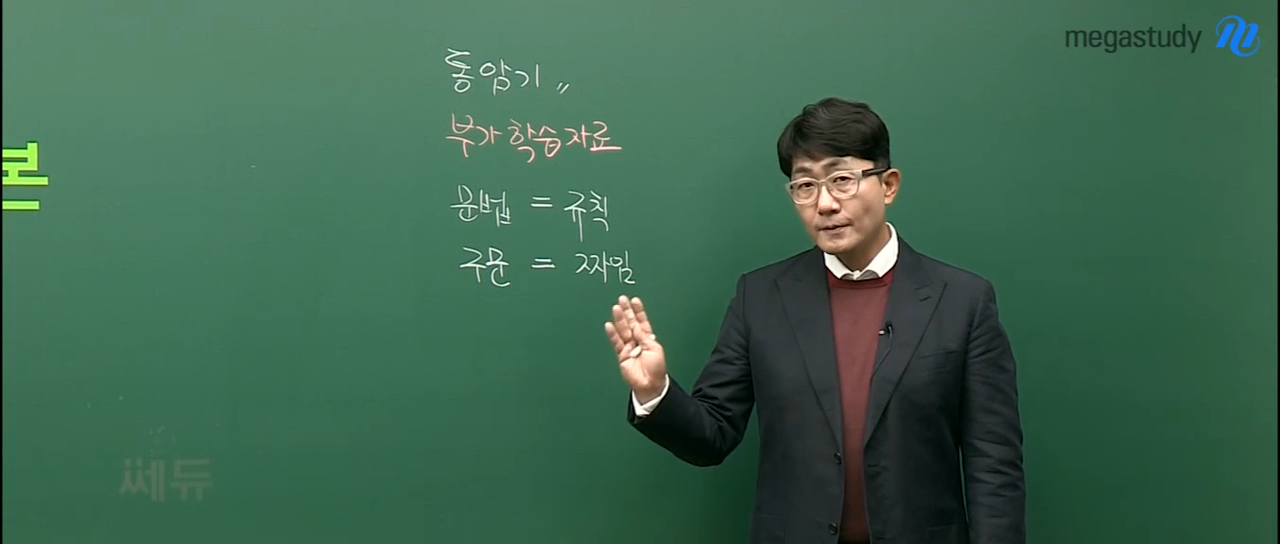 megastudy
통암기 〃
본
부가학습자료
문법 = 규칙
구문 = 짜임
쎄듀